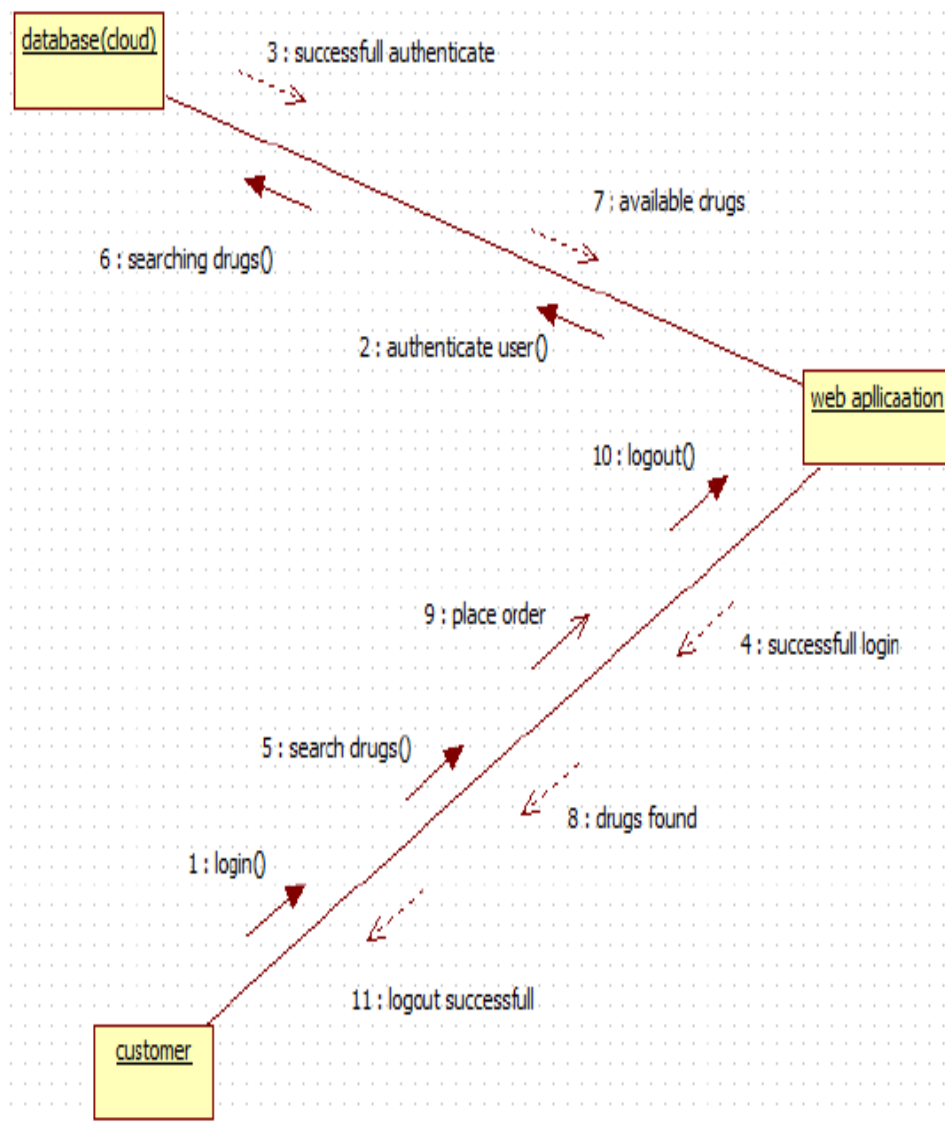 database(cloud)
3 : successfull authenticate
7 : available drugs
6 : searching drugs()
2 : authenticate user()
web apllicaation
10 : logout()
9 : place order
4 : successfull login
5 : search drugs()
8 : drugs found
1 : login()
11 : logout successfull
customer